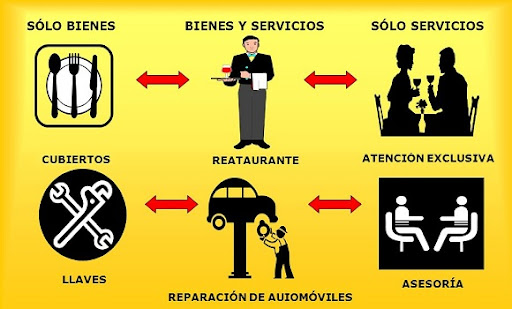 SÓLO BIENES
BIENES Y SERVICIOS
SÓLO SERVICIOS
CUBIERTOS
REATAURANTE
ATENCIÓN EXCLUSIVA
LLAVES
REPARACIÓN DE AUIOMÓVILES
ASESORÍA